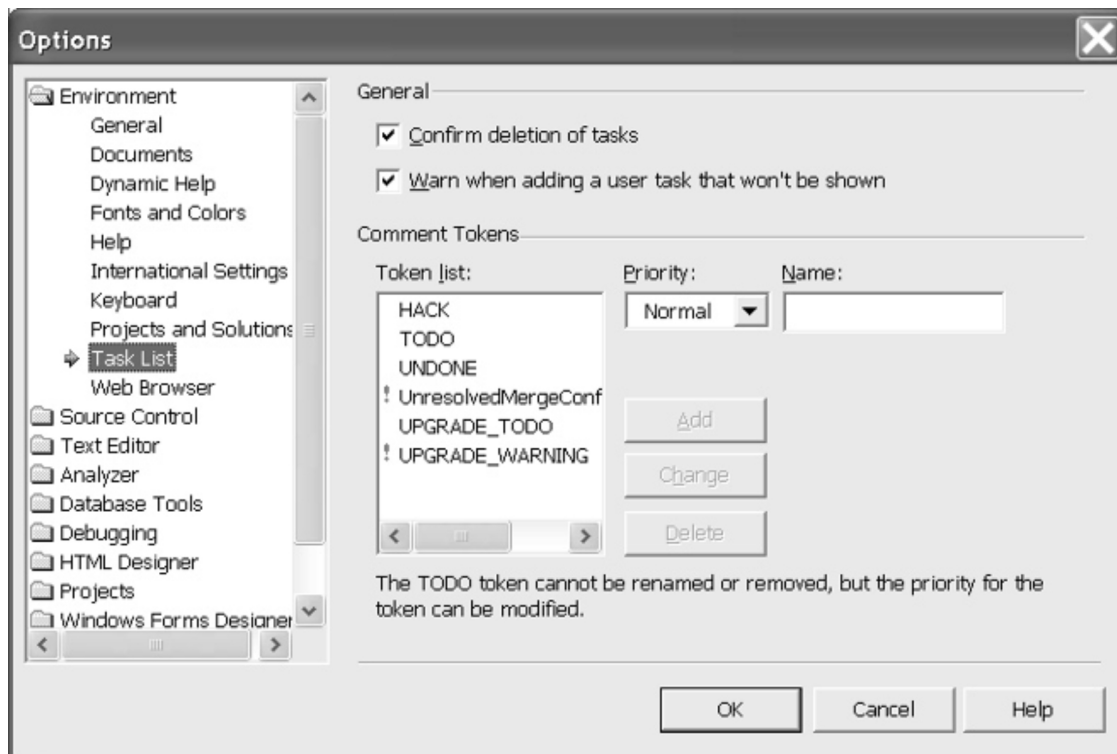 Options
Environment
General
Documents
Dynamic Help
Fonts and Colors
Help
International Settings
Keyboard
Projects and Solutions
Task List
Web Browser
Source Control
Text Editor
Analyzer
Database Tools
Debugging
HTML Designer
Projects
Windows Forms Designer
General
Confirm deletion of tasks
Warn when adding a user task that won't be shown
Comment Tokens
Token list:
HACK
TODO
UNDONE
! UnresolvedMergeConf
UPGRADE_TODO
! UPGRADE_WARNING
Priority:
Normal
Name:
Add
Change
Delete
The TODO token cannot be renamed or removed, but the priority for the
token can be modified.
OK
Cancel
Help